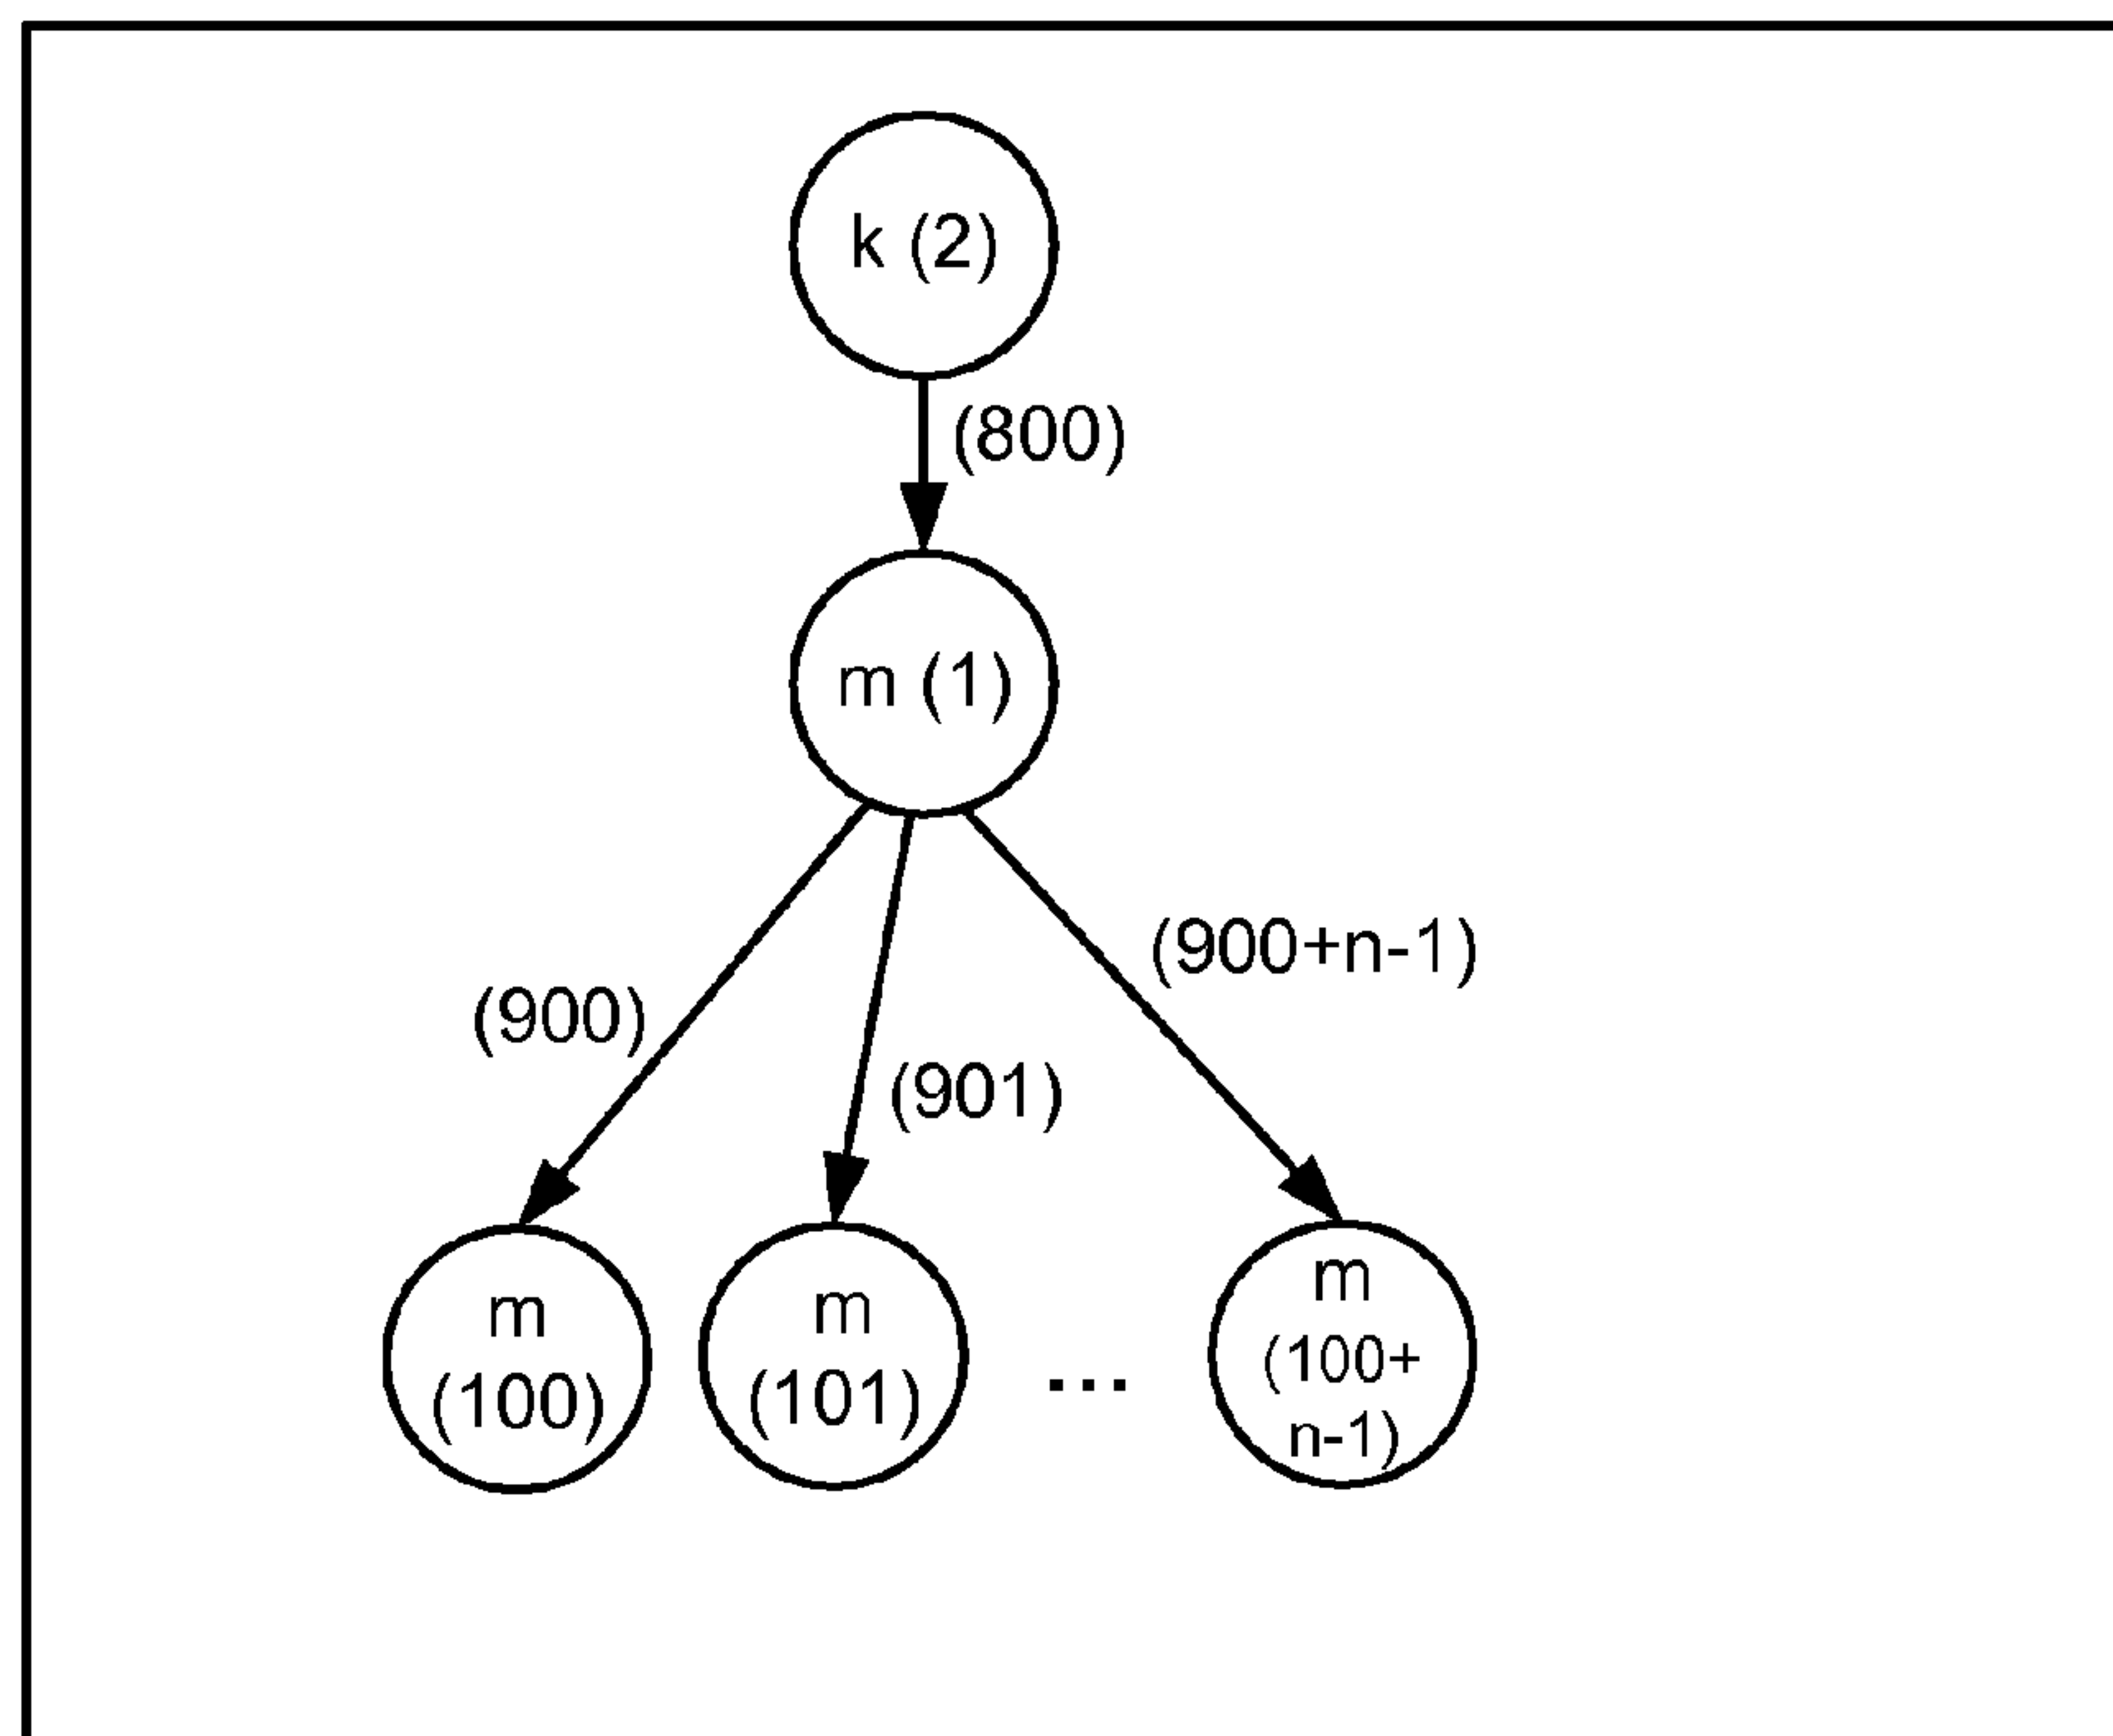 k (2)
(800)
m (1)
(900+n-1)
(900)
(901)
m
(100)
m
(101)
...
m
(100+
n-1)